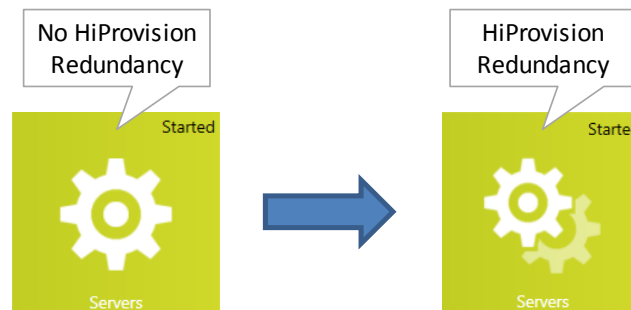 No HiProvision
Redundancy
HiProvision
Redundancy
Started
Starte
Servers
Servers